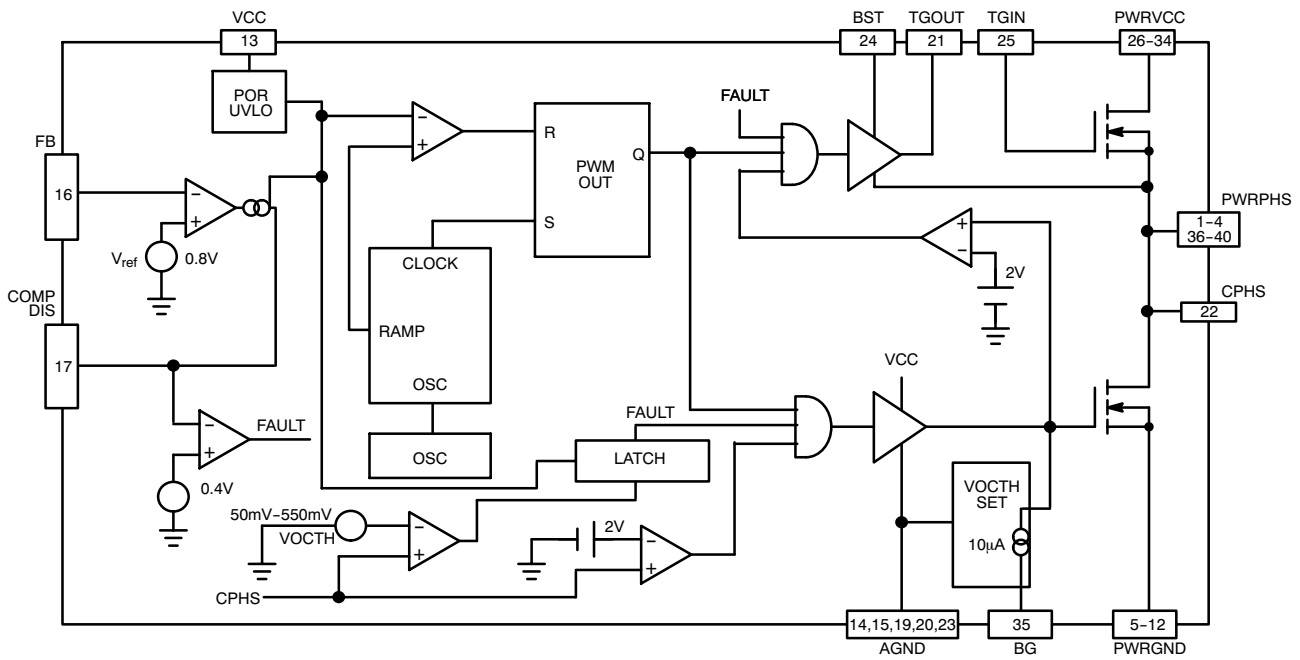 VCC
BST
TGOUT
TGIN
PWRVCC
13
24
21
25
26-34
POR
UVLO
FAULT
FB
16
-
+
Vref
0.8V
-
+
R
PWM
OUT
Q
S
CLOCK
RAMP
OSC
OSC
+
-
2V
PWRPHS
1-4
36-40
CPHS
22
COMP
DIS
17
-
+
FAULT
0.4V
VCC
FAULT
LATCH
50mV-550mV
VOCTH
-
+
2V
-
+
CPHS
VOCTH
SET
10µA
14,15,19,20,23
35
5-12
AGND
BG
PWRGND